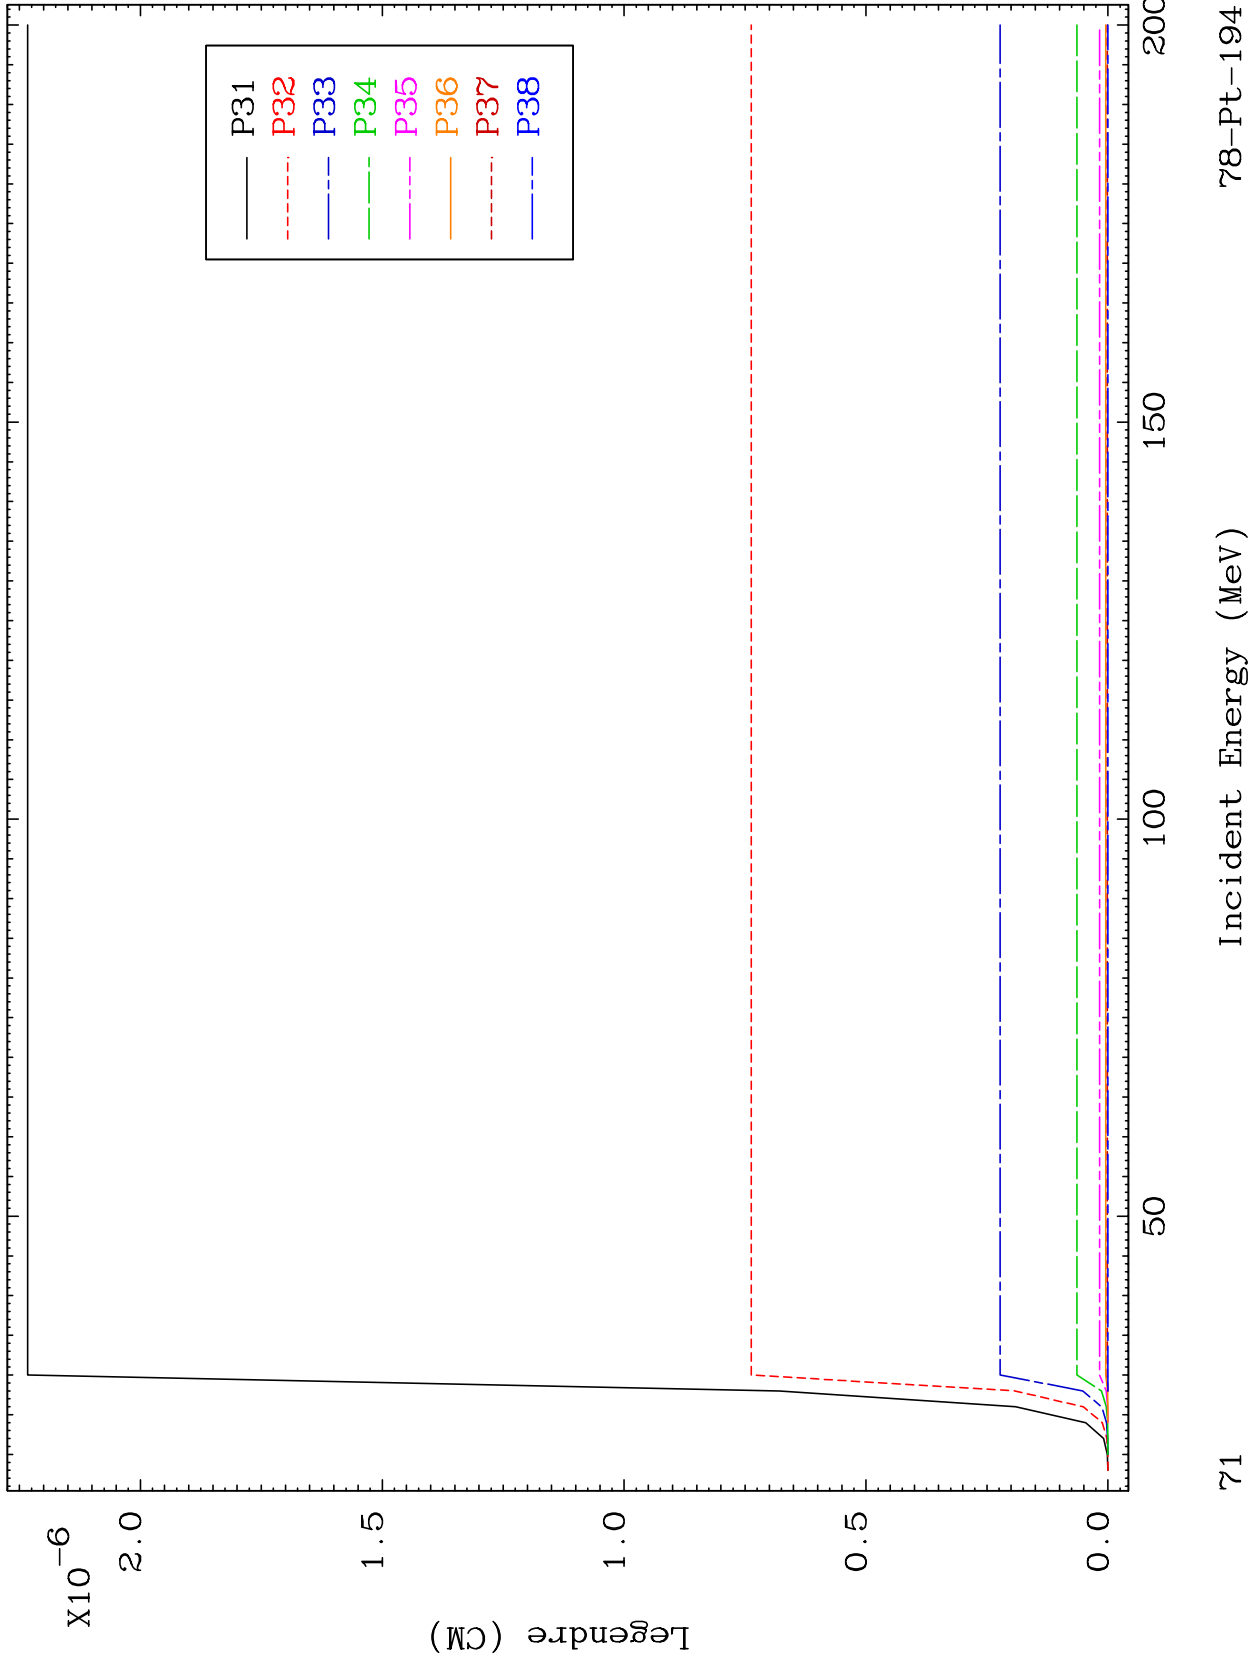 X10-6
2.0
1.5
1.0
0.5
0.0
Legendre (CM)
P31
P32
P33
P34
P35
P36
P37
P38
50
100
150
200
Incident Energy (MeV)
71
78-Pt-194